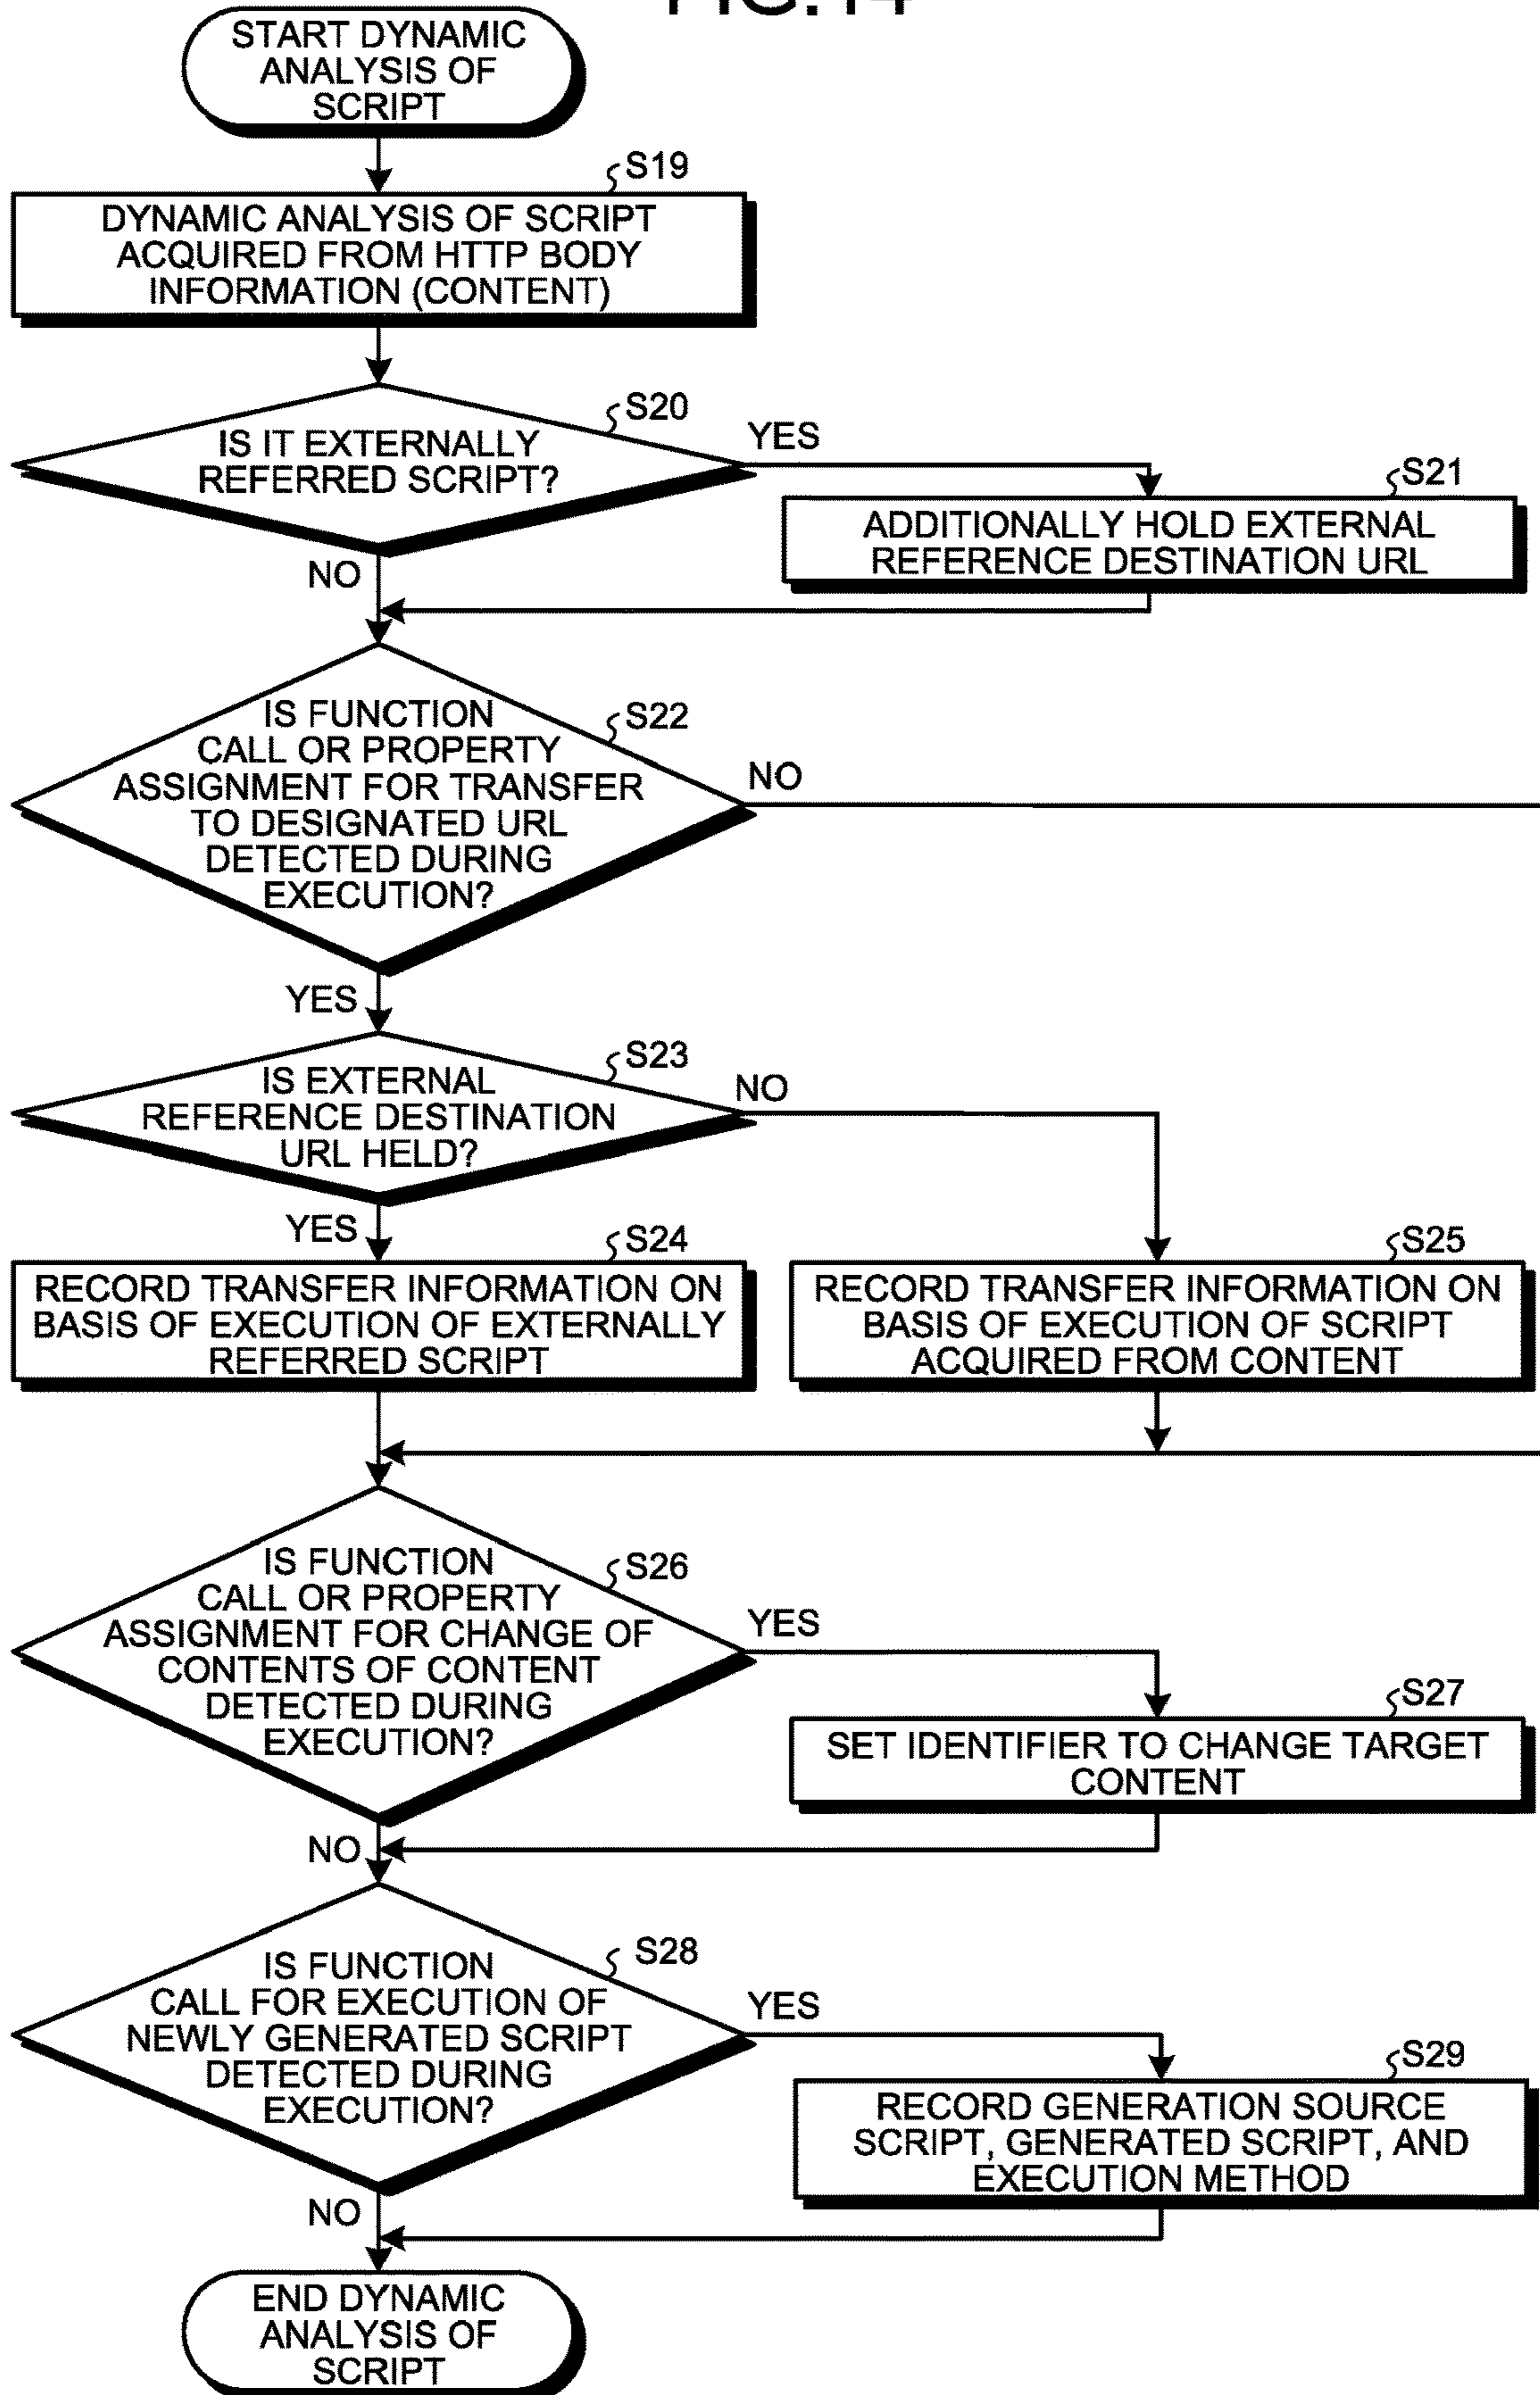 FIG.14
START DYNAMIC
ANALYSIS OF
SCRIPT
S19
DYNAMIC ANALYSIS OF SCRIPT
ACQUIRED FROM HTTP BODY
INFORMATION (CONTENT)
S20
IS IT EXTERNALLY
REFERRED SCRIPT?
YES
S21
ADDITIONALLY HOLD EXTERNAL
REFERENCE DESTINATION URL
NO
S22
IS FUNCTION
CALL OR PROPERTY
ASSIGNMENT FOR TRANSFER
TO DESIGNATED URL
DETECTED DURING
EXECUTION?
NO
YES
S23
IS EXTERNAL
REFERENCE DESTINATION
URL HELD?
NO
YES
S24
RECORD TRANSFER INFORMATION ON
BASIS OF EXECUTION OF EXTERNALLY
REFERRED SCRIPT
S25
RECORD TRANSFER INFORMATION ON
BASIS OF EXECUTION OF SCRIPT
ACQUIRED FROM CONTENT
S26
IS FUNCTION
CALL OR PROPERTY
ASSIGNMENT FOR CHANGE OF
CONTENTS OF CONTENT
DETECTED DURING
EXECUTION?
YES
S27
SET IDENTIFIER TO CHANGE TARGET
CONTENT
NO
S28
IS FUNCTION
CALL FOR EXECUTION OF
NEWLY GENERATED SCRIPT
DETECTED DURING
EXECUTION?
YES
S29
RECORD GENERATION SOURCE
SCRIPT, GENERATED SCRIPT, AND
EXECUTION METHOD
NO
END DYNAMIC
ANALYSIS OF
SCRIPT